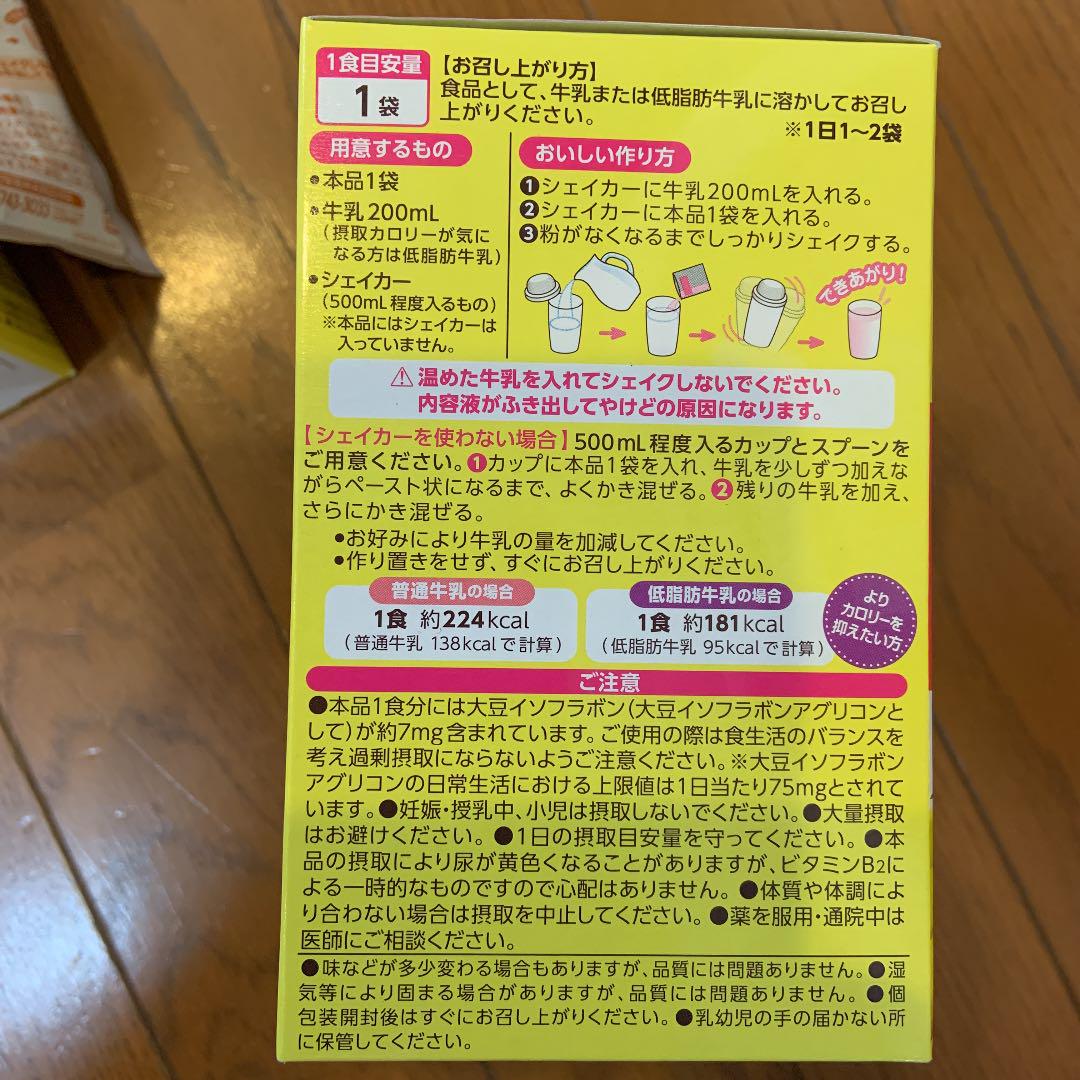 1食目安量
1袋
【お召し上がり方】
食品として、牛乳または低脂肪牛乳に溶かしてお召し
上がりください。
※1日1～2袋
用意するもの
●本品1袋
●牛乳200mL
(摂取カロリーが気に
なる方は低脂肪牛乳)
●シェイカー
(500mL程度入るもの)
※本品にはシェイカーは
入っていません。
おいしい作り方
❶シェイカーに牛乳200mLを入れる。
❷シェイカーに本品1袋を入れる。
❸粉がなくなるまでしっかりシェイクする。
できあがり!
⚠温めた牛乳を入れてシェイクしないでください。
内容液がふき出してやけどの原因になります。
【シェイカーを使わない場合】500mL程度入るカップとスプーンを
ご用意ください。❶カップに本品1袋を入れ、牛乳を少しずつ加えな
がらペースト状になるまで、よくかき混ぜる。❷残りの牛乳を加え、
さらにかき混ぜる。
●お好みにより牛乳の量を加減してください。
●作り置きをせず、すぐにお召し上がりください。
普通牛乳の場合
1食 約224kcal
(普通牛乳 138kcalで計算)
低脂肪牛乳の場合
1食 約181kcal
(低脂肪牛乳 95kcalで計算)
より
カロリーを
抑えたい方
ご注意
●本品1食分には大豆イソフラボン(大豆イソフラボンアグリコンと
して)が約7mg含まれています。ご使用の際は食生活のバランスを
考え過剰摂取にならないようご注意ください。※大豆イソフラボン
アグリコンの日常生活における上限値は1日当たり75mgとされて
います。●妊娠・授乳中、小児は摂取しないでください。●大量摂取
はお避けください。●1日の摂取目安量を守ってください。●本
品の摂取により尿が黄色くなることがありますが、ビタミンB2に
よる一時的なものですので心配はありません。●体質や体調によ
り合わない場合は摂取を中止してください。●薬を服用・通院中は
医師にご相談ください。
●味などが多少変わる場合もありますが、品質には問題ありません。●湿
気等により固まる場合がありますが、品質には問題ありません。●個
包装開封後はすぐにお召し上がりください。●乳幼児の手の届かない所
に保管してください。